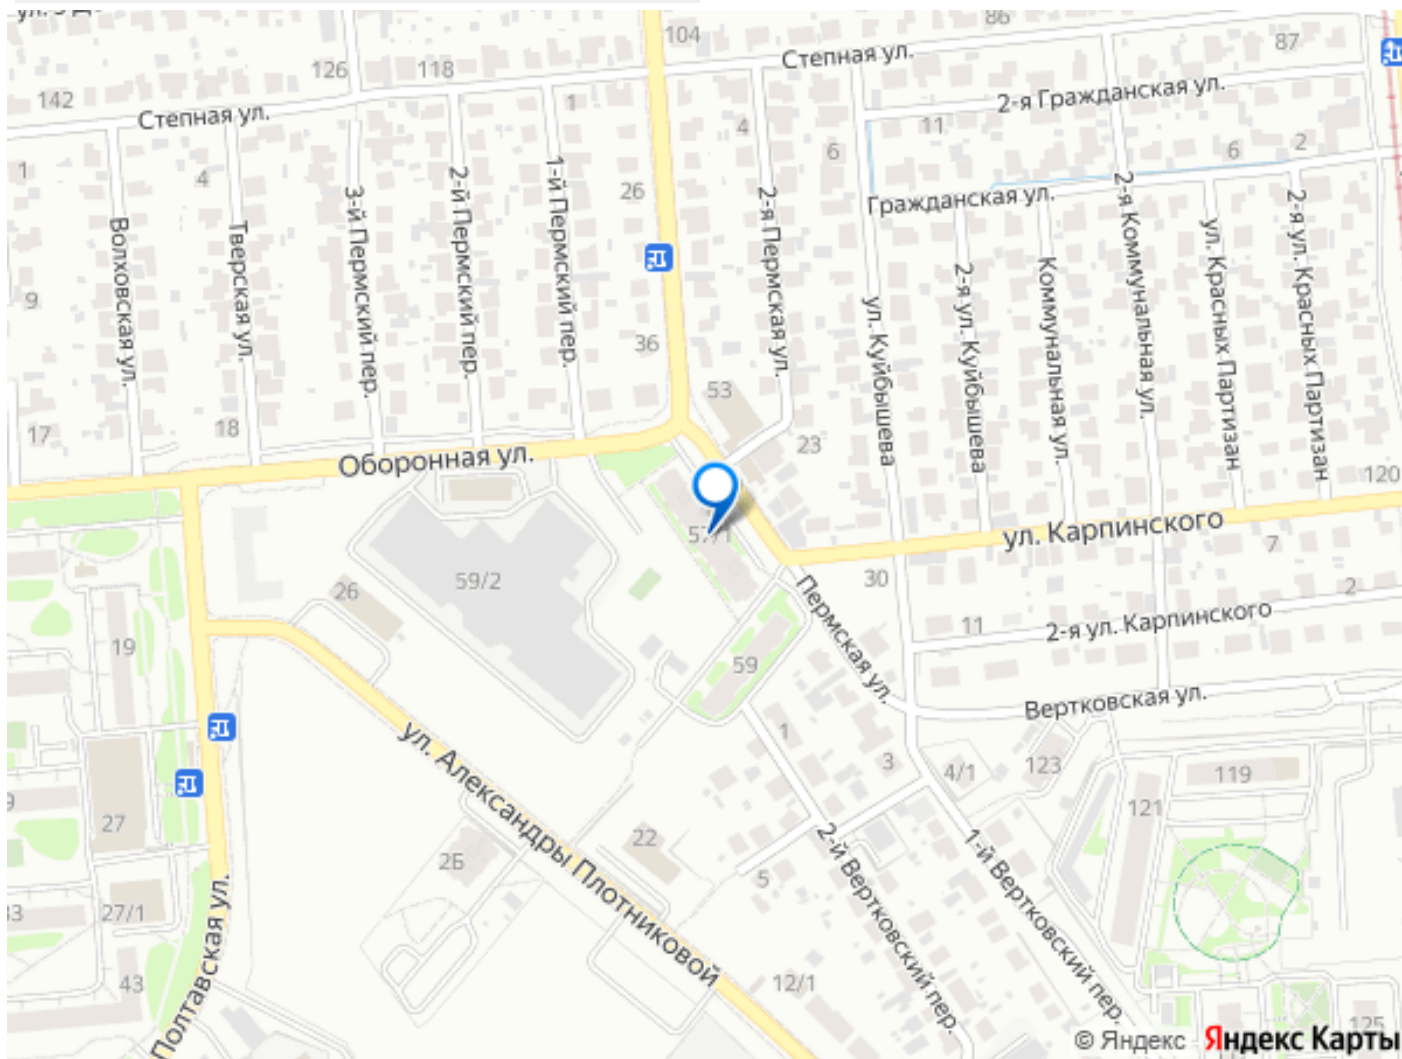 104
86
Степная ул.
87
126
118
142
1
2-я Гражданская ул.
Степная ул.
4
11
6
6
2
1
4
26
Гражданская ул.
Волховская ул.
Тверская ул.
3-й Пермский пер.
2-й Пермский пер.
1-й Пермский пер.
2-я Пермская ул.
ул. Куйбышева
2-я ул. Куйбышева
Коммунальная ул.
2-я Коммунальная ул.
ул. Красных Партизан
2-я ул. Красных Партизан
9
36
53
17
18
23
Оборонная ул.
120
57/1
ул. Карпинского
7
59/2
30
26
2
Пермская ул.
11
2-я ул. Карпинского
19
59
Вертковская ул.
1
ул. Александры Плотниковой
3
4/1
123
119
121
27
22
2Б
2-й Вертковский пер.
1-й Вертковский пер.
5
27/1
Полтавская ул.
43
12/1
125
© Яндекс Яндекс Карты